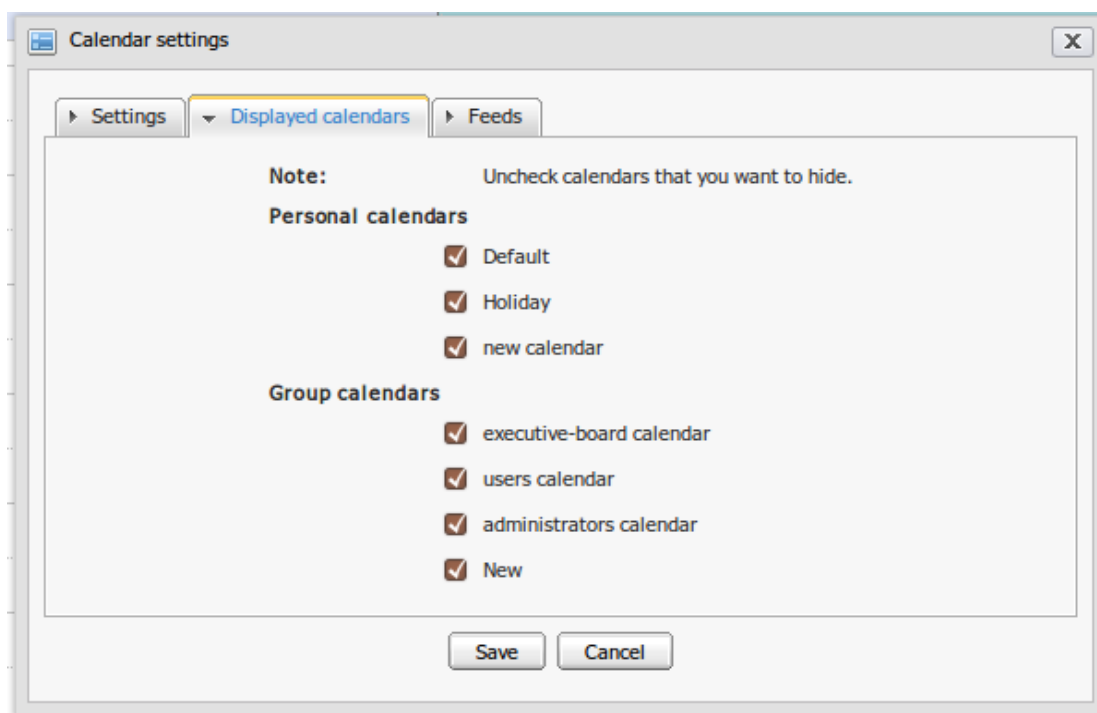 Calendar settings
X
Settings
Displayed calendars
Feeds
Note: Uncheck calendars that you want to hide.
Personal calendars
Default
Holiday
new calendar
Group calendars
executive-board calendar
users calendar
administrators calendar
New
Save
Cancel